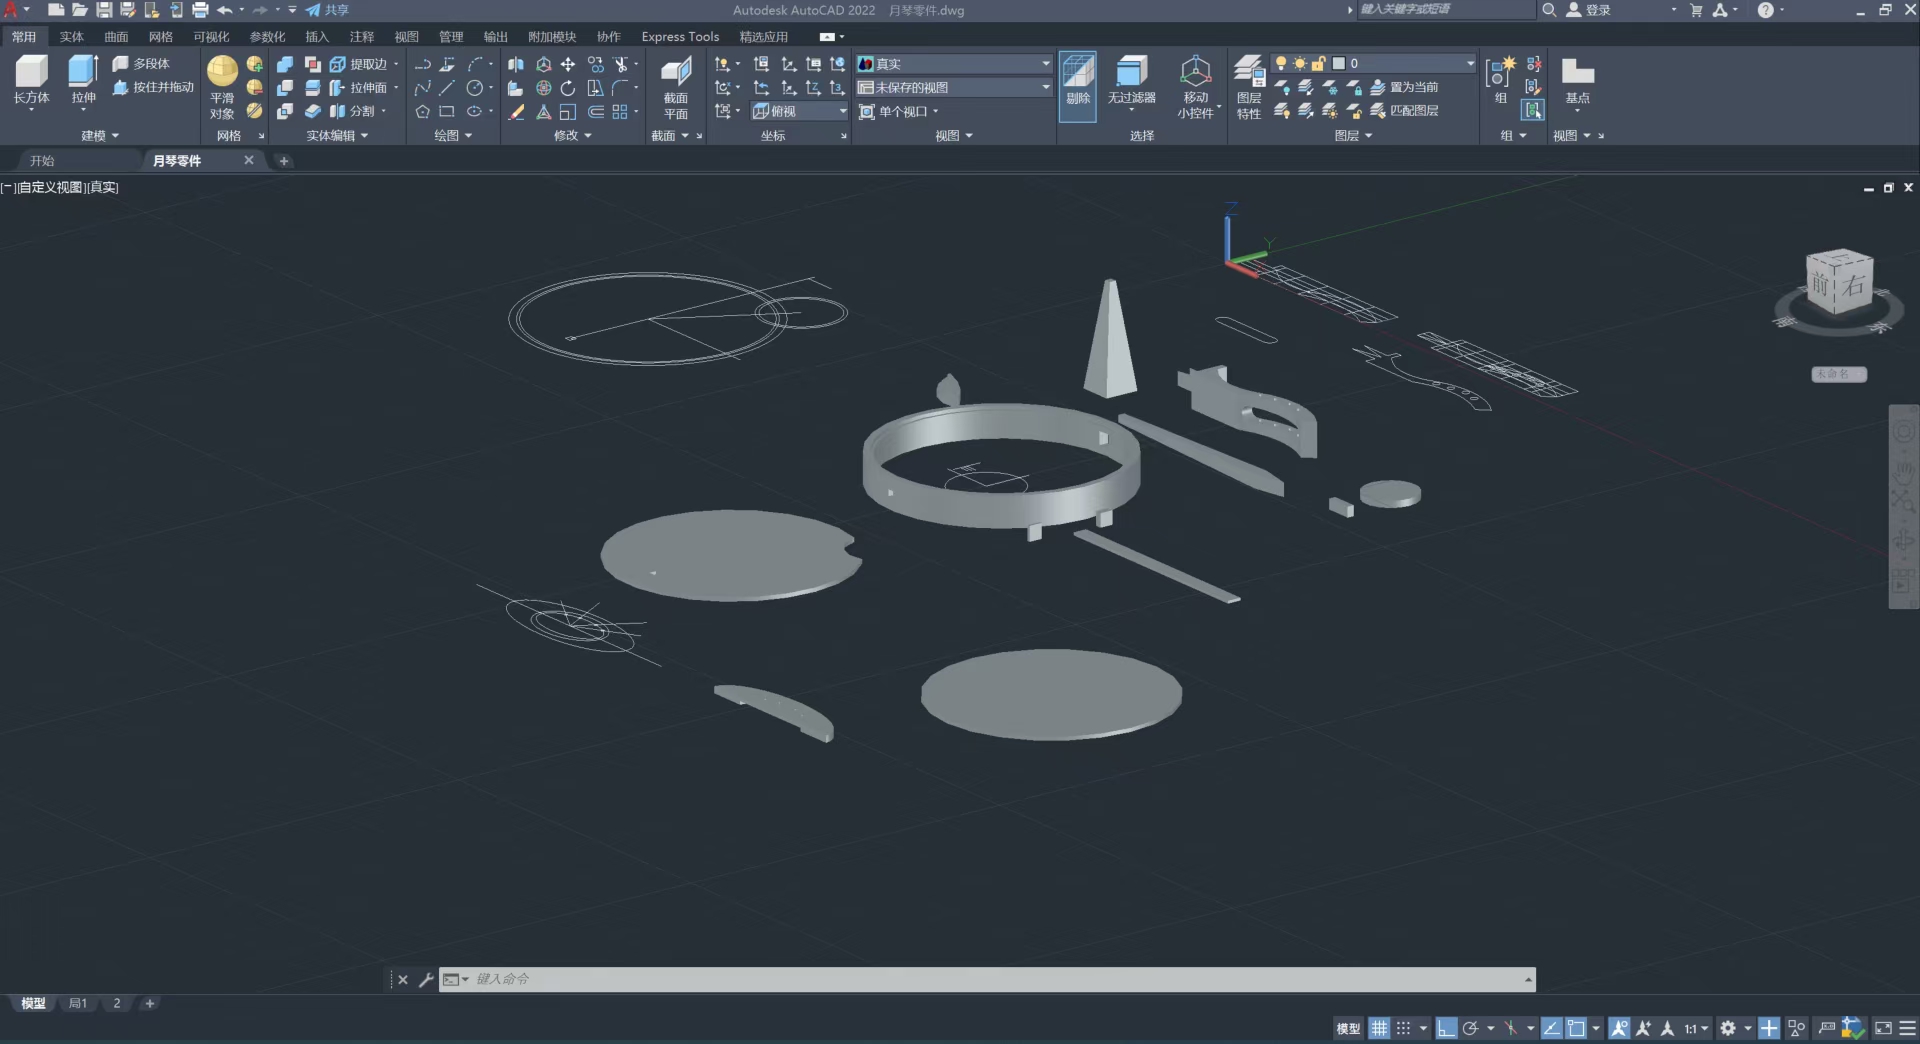 共享
Autodesk AutoCAD 2022 月琴零件.dwg
键入关键字或短语
登录
常用 实体 曲面 网格 可视化 参数化 插入 注释 视图 管理 输出 附加模块 协作 Express Tools 精选应用
长方体
拉伸
多段体
按住并拖动
建模
平滑
对象
网格
提取边
拉伸面
分割
实体编辑
绘图
修改
截面
平面
截面
俯视
坐标
真实
未保存的视图
单个视口
视图
剔除
无过滤器
移动
小控件
选择
图层
特性
0
置为当前
匹配图层
图层
组
组
基点
视图
开始
月琴零件
[−][自定义视图][真实]
Z
Y
上
前
右
南
东
未命名
键入命令
模型 局1 2
模型
1:1